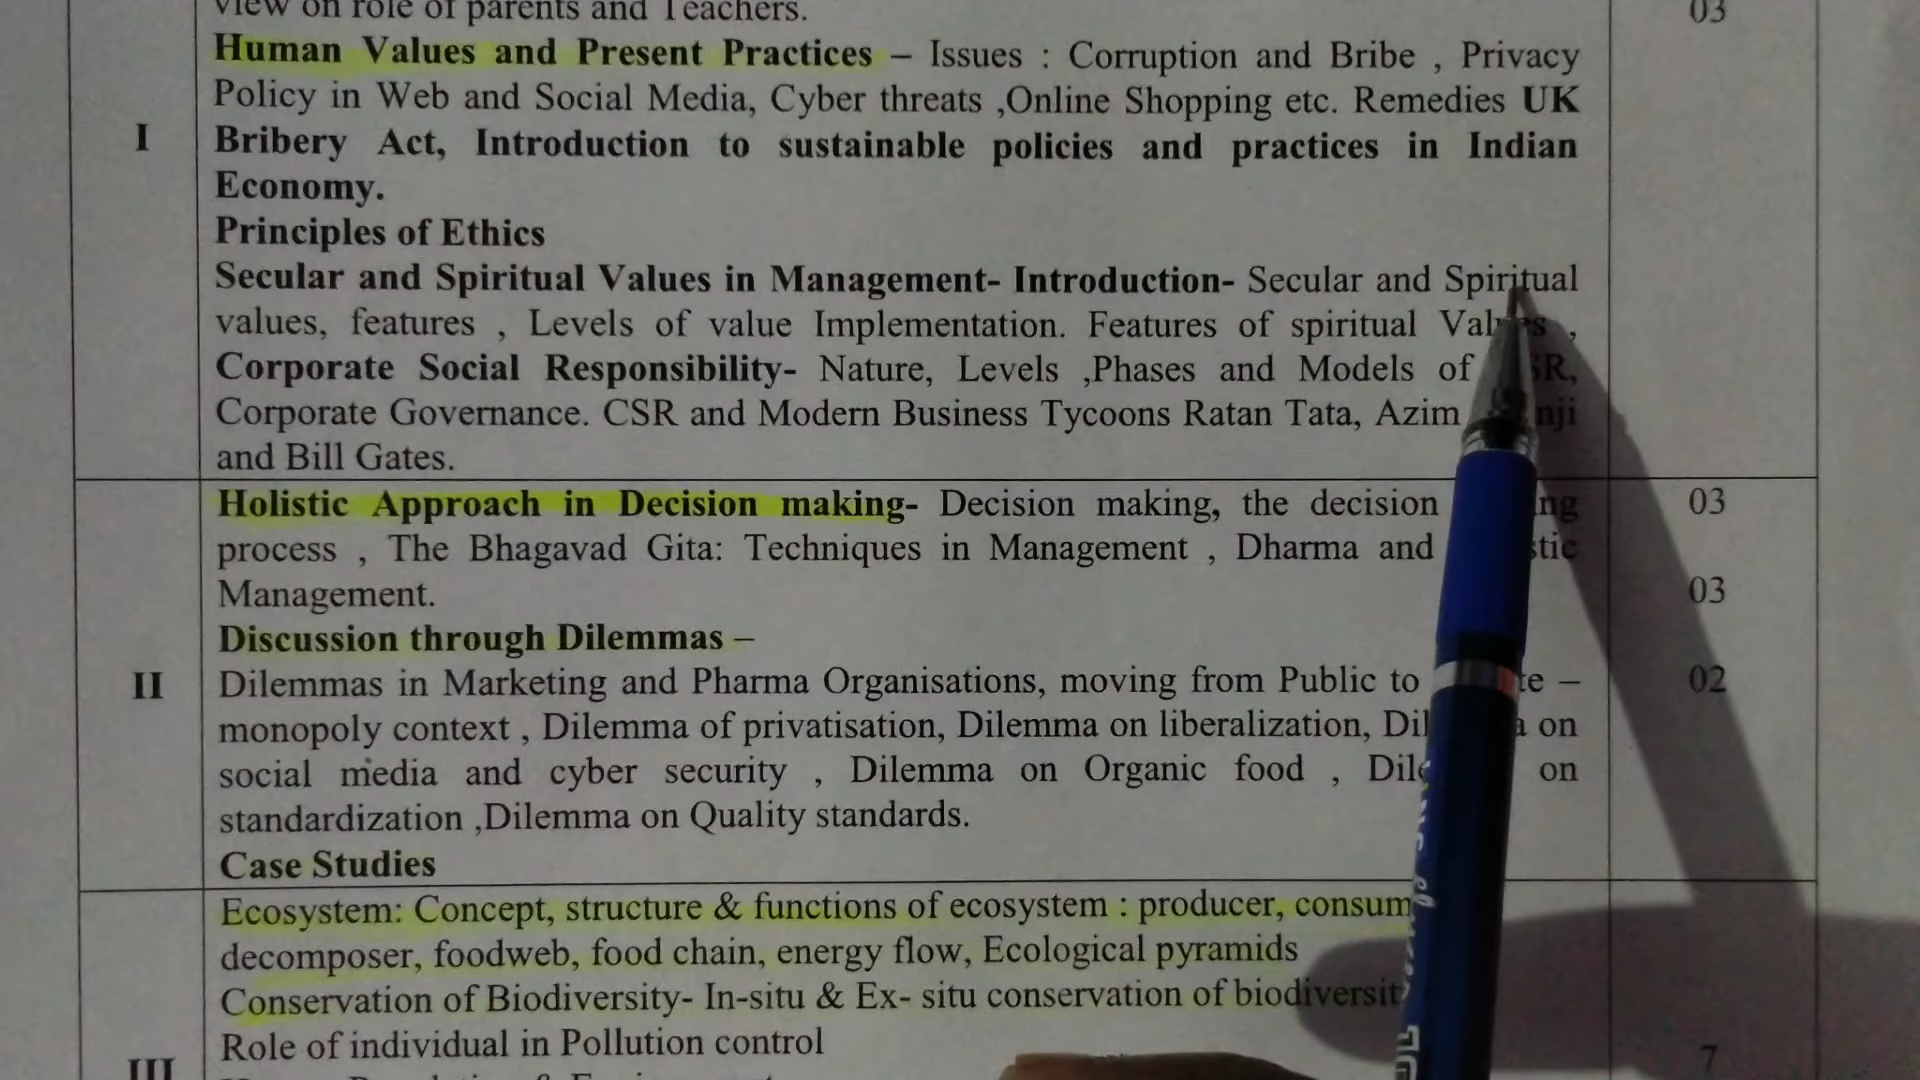 view on role of parents and Teachers.
03
Human Values and Present Practices – Issues : Corruption and Bribe , Privacy
Policy in Web and Social Media, Cyber threats ,Online Shopping etc. Remedies UK
I
Bribery Act, Introduction to sustainable policies and practices in Indian
Economy.
Principles of Ethics
Secular and Spiritual Values in Management- Introduction- Secular and Spiritual
values, features , Levels of value Implementation. Features of spiritual ,
Corporate Social Responsibility- Nature, Levels ,Phases and Models of
Corporate Governance. CSR and Modern Business Tycoons Ratan Tata, Azim
and Bill Gates.
Holistic Approach in Decision making- Decision making, the decision
03
process , The Bhagavad Gita: Techniques in Management , Dharma and
Management.
03
Discussion through Dilemmas –
II
Dilemmas in Marketing and Pharma Organisations, moving from Public to –
02
monopoly context , Dilemma of privatisation, Dilemma on liberalization, on
social media and cyber security , Dilemma on Organic food , on
standardization ,Dilemma on Quality standards.
Case Studies
Ecosystem: Concept, structure & functions of ecosystem : producer,
decomposer, foodweb, food chain, energy flow, Ecological pyramids
Conservation of Biodiversity- In-situ & Ex- situ conservation of
Role of individual in Pollution control
III
7